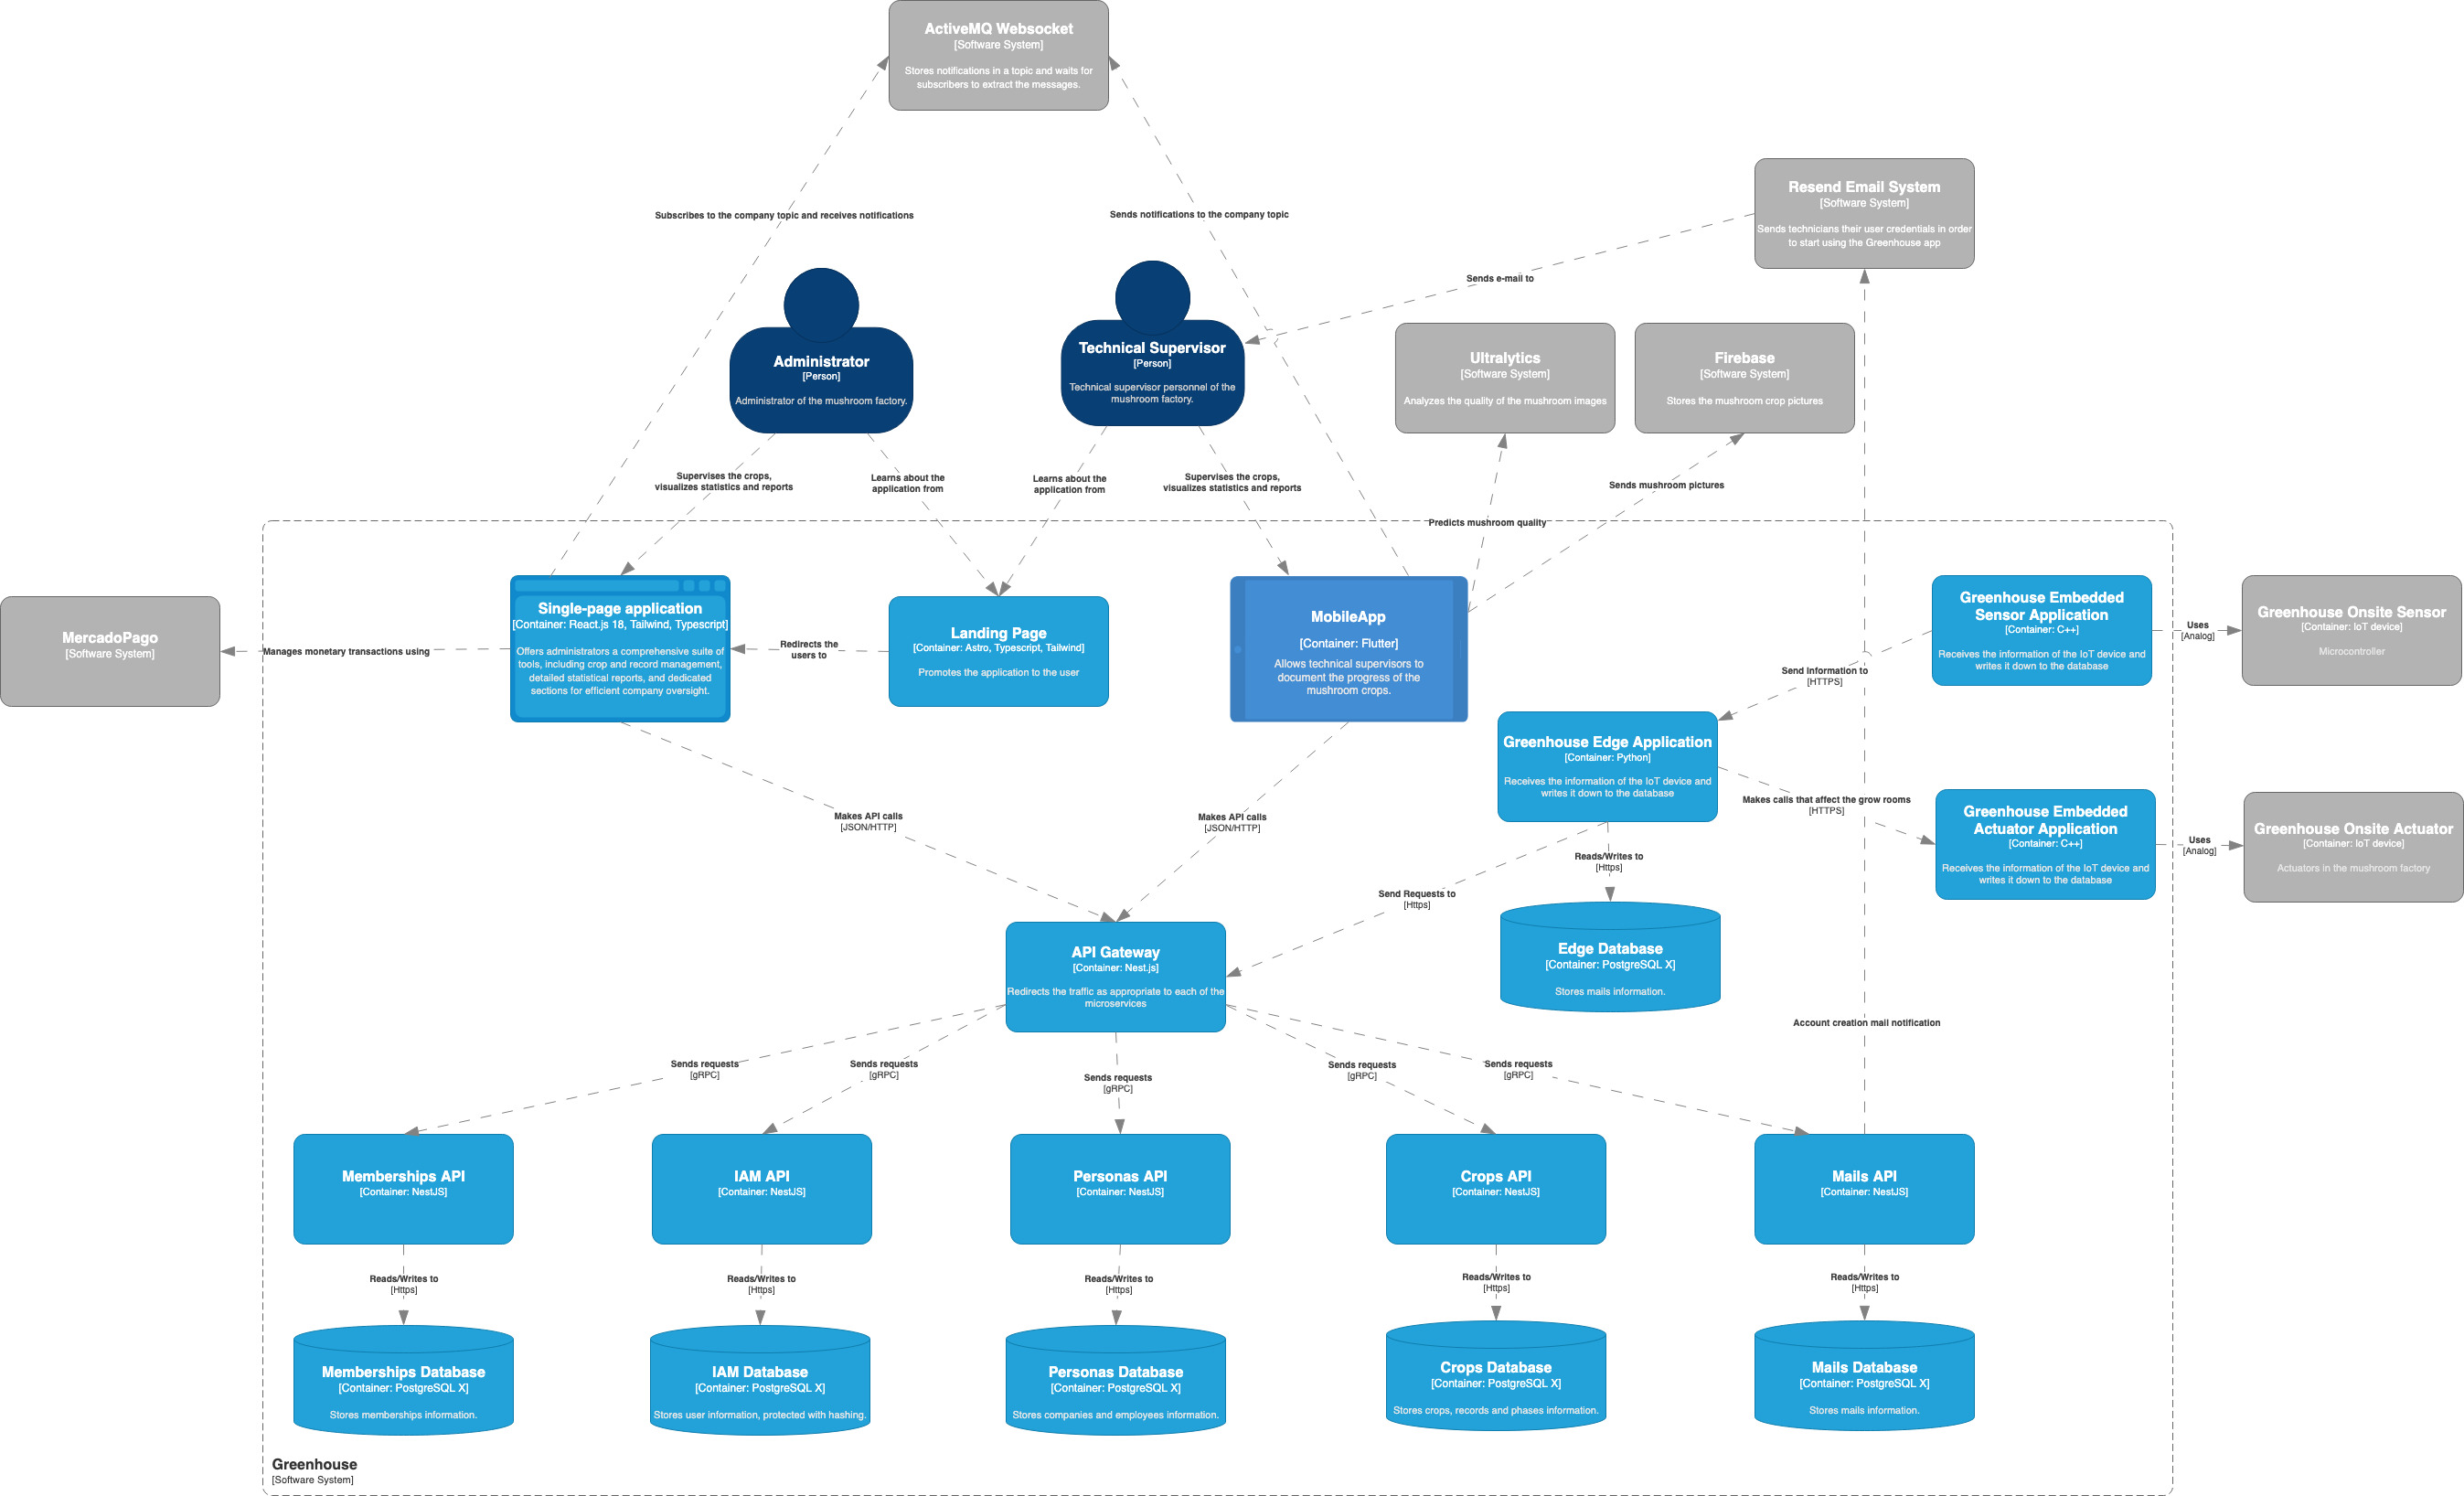 ActiveMQ Websocket
[Software System]
Stores notifications in a topic and waits for
subscribers to extract the messages.
Resend Email System
[Software System]
Sends technicians their user credentials in order
to start using the Greenhouse app
Subscribes to the company topic and receives notifications
Sends notifications to the company topic
Sends e-mail to
Administrator
[Person]
Administrator of the mushroom factory.
Technical Supervisor
[Person]
Technical supervisor personnel of the
mushroom factory.
Ultralytics
[Software System]
Analyzes the quality of the mushroom images
Firebase
[Software System]
Stores the mushroom crop pictures
Supervises the crops,
visualizes statistics and reports
Learns about the
application from
Learns about the
application from
Supervises the crops,
visualizes statistics and reports
Sends mushroom pictures
Predicts mushroom quality
MercadoPago
[Software System]
Manages monetary transactions using
Single-page application
[Container: React.js 18, Tailwind, Typescript]
Offers administrators a comprehensive suite of
tools, including crop and record management,
detailed statistical reports, and dedicated
sections for efficient company oversight.
Redirects the
users to
Landing Page
[Container: Astro, Typescript, Tailwind]
Promotes the application to the user
MobileApp
[Container: Flutter]
Allows technical supervisors to
document the progress of the
mushroom crops.
Greenhouse Embedded
Sensor Application
[Container: C++]
Receives the information of the IoT device and
writes it down to the database
Uses
[Analog]
Greenhouse Onsite Sensor
[Container: IoT device]
Microcontroller
Send Information to
[HTTPS]
Greenhouse Edge Application
[Container: Python]
Receives the information of the IoT device and
writes it down to the database
Makes calls that affect the grow rooms
[HTTPS]
Greenhouse Embedded
Actuator Application
[Container: C++]
Receives the information of the IoT device and
writes it down to the database
Uses
[Analog]
Greenhouse Onsite Actuator
[Container: IoT device]
Actuators in the mushroom factory
Makes API calls
[JSON/HTTP]
Makes API calls
[JSON/HTTP]
Reads/Writes to
[Https]
Send Requests to
[Https]
API Gateway
[Container: Nest.js]
Redirects the traffic as appropriate to each of the
microservices
Edge Database
[Container: PostgreSQL X]
Stores mails information.
Account creation mail notification
Sends requests
[gRPC]
Sends requests
[gRPC]
Sends requests
[gRPC]
Sends requests
[gRPC]
Sends requests
[gRPC]
Memberships API
[Container: NestJS]
IAM API
[Container: NestJS]
Personas API
[Container: NestJS]
Crops API
[Container: NestJS]
Mails API
[Container: NestJS]
Reads/Writes to
[Https]
Reads/Writes to
[Https]
Reads/Writes to
[Https]
Reads/Writes to
[Https]
Reads/Writes to
[Https]
Memberships Database
[Container: PostgreSQL X]
Stores memberships information.
IAM Database
[Container: PostgreSQL X]
Stores user information, protected with hashing.
Personas Database
[Container: PostgreSQL X]
Stores companies and employees information.
Crops Database
[Container: PostgreSQL X]
Stores crops, records and phases information.
Mails Database
[Container: PostgreSQL X]
Stores mails information.
Greenhouse
[Software System]